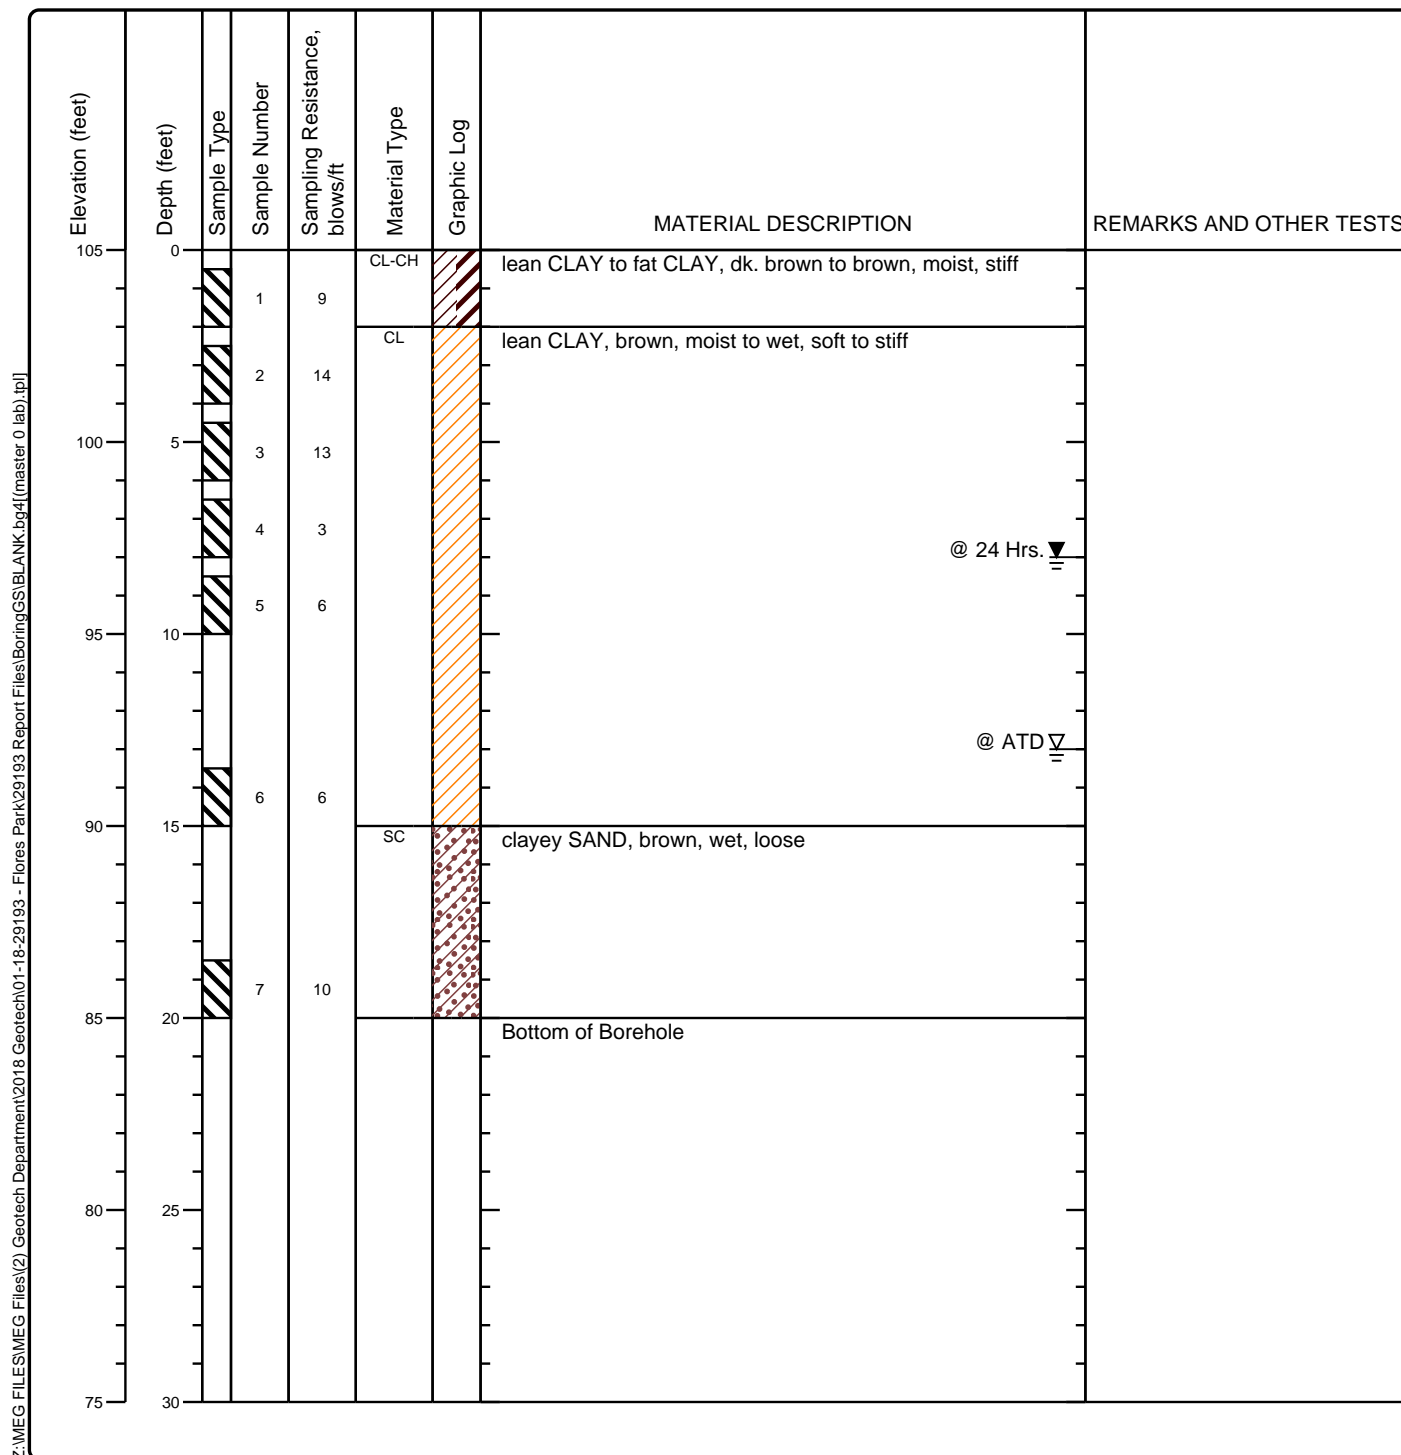 Elevation (feet)
Depth (feet)
Sample Type
Sample Number
Sampling Resistance,
blows/ft
Material Type
Graphic Log
MATERIAL DESCRIPTION
REMARKS AND OTHER TESTS
105 0 CL-CH lean CLAY to fat CLAY, dk. brown to brown, moist, stiff
1 9
CL lean CLAY, brown, moist to wet, soft to stiff
2 14
100 5
3 13
4 3
@ 24 Hrs.
5 6
95 10
@ ATD
6 6
90 15
SC clayey SAND, brown, wet, loose
7 10
85 20
Bottom of Borehole
80 25
75 30
Z:\MEG FILES\MEG Files\(2) Geotech Department\2018 Geotech\01-18-29193 - Flores Park\29193 Report Files\BoringGS\BLANK.bg4[(master 0 lab).tpl]